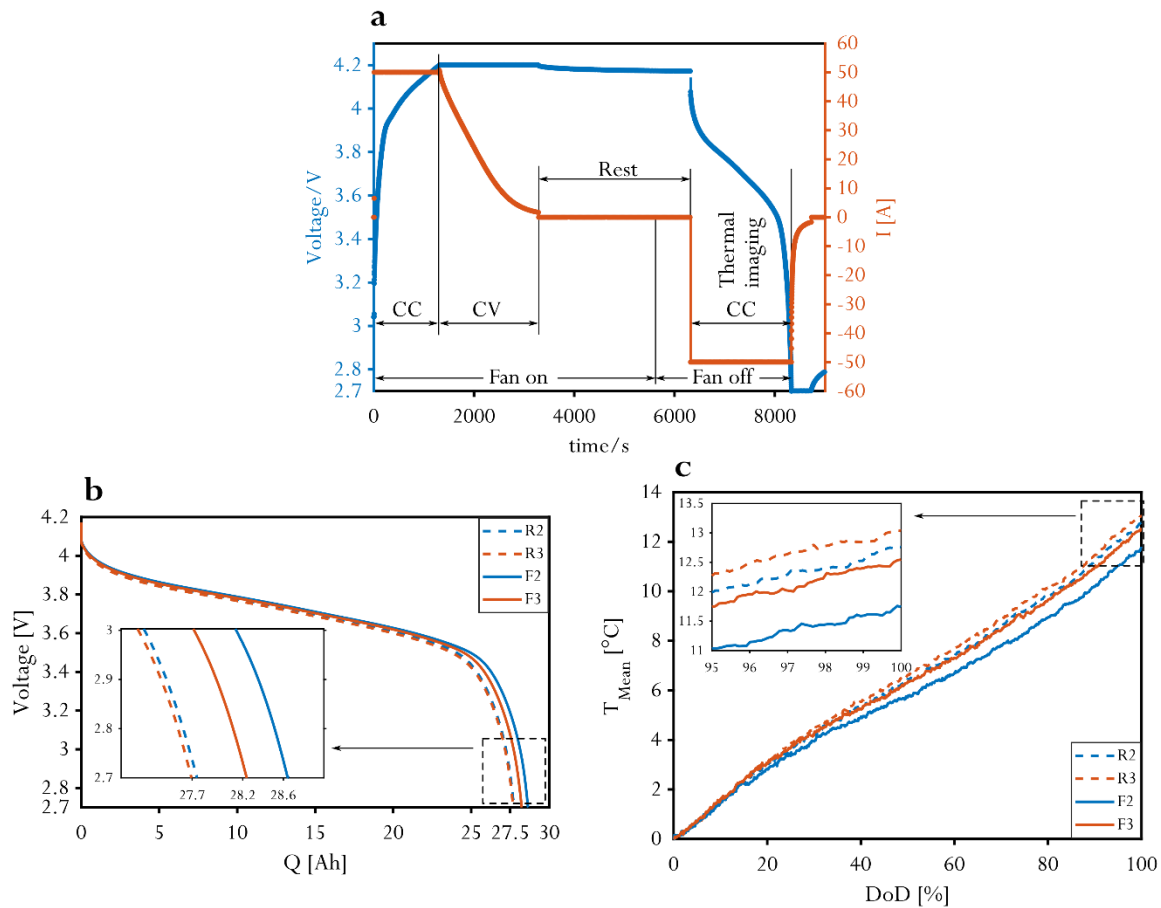 a
60
50
40
30
20
10
0
-10
-20
-30
-40
-50
-60
I [A]
4.2
4
3.8
3.6
3.4
3.2
3
2.8
2.7
Voltage/V
Rest
Thermal
imaging
CC
CV
CC
Fan on
Fan off
0
2000
4000
6000
8000
time/s
b
4.2
4.0
3.8
3.6
3.4
3.2
3
2.8
2.7
Voltage [V]
R2
R3
F2
F3
3
2.9
2.8
2.7
27.7
28.2
28.6
0
5
10
15
20
25
27.5
30
Q [Ah]
c
14
12
10
8
6
4
2
0
T_Mean [°C]
13.5
13
12.5
12
11.5
11
95
96
97
98
99
100
R2
R3
F2
F3
0
20
40
60
80
100
DoD [%]